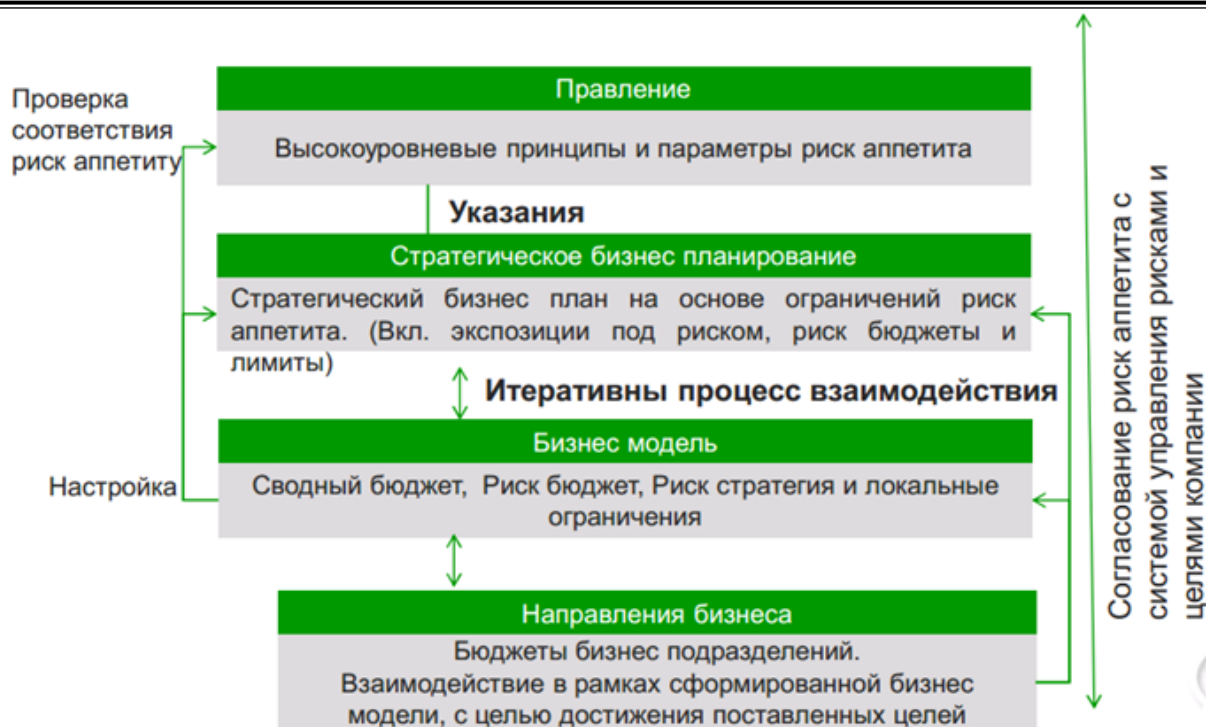 Проверка
соответствия
риск аппетиту
Правление
Высокоуровневые принципы и параметры риск аппетита
Указания
Стратегическое бизнес планирование
Стратегический бизнес план на основе ограничений риск
аппетита. (Вкл. экспозиции под риском, риск бюджеты и
лимиты)
Итеративны процесс взаимодействия
Бизнес модель
Сводный бюджет, Риск бюджет, Риск стратегия и локальные
ограничения
Настройка
Направления бизнеса
Бюджеты бизнес подразделений.
Взаимодействие в рамках сформированной бизнес
модели, с целью достижения поставленных целей
Согласование риск аппетита с
системой управления рисками и
целями компании